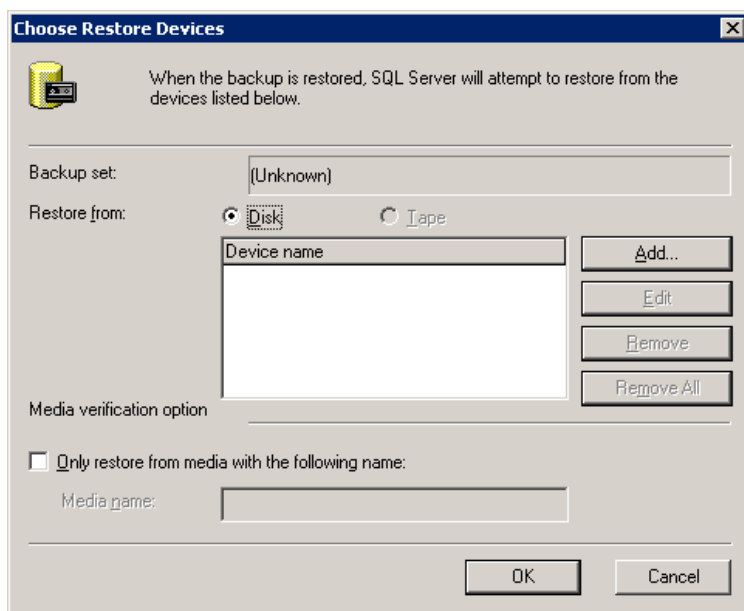 Choose Restore Devices
When the backup is restored, SQL Server will attempt to restore from the
devices listed below.
Backup set:
(Unknown)
Restore from:
Disk
Tape
Device name
Add...
Edit
Remove
Remove All
Media verification option
Only restore from media with the following name:
Media name:
OK
Cancel